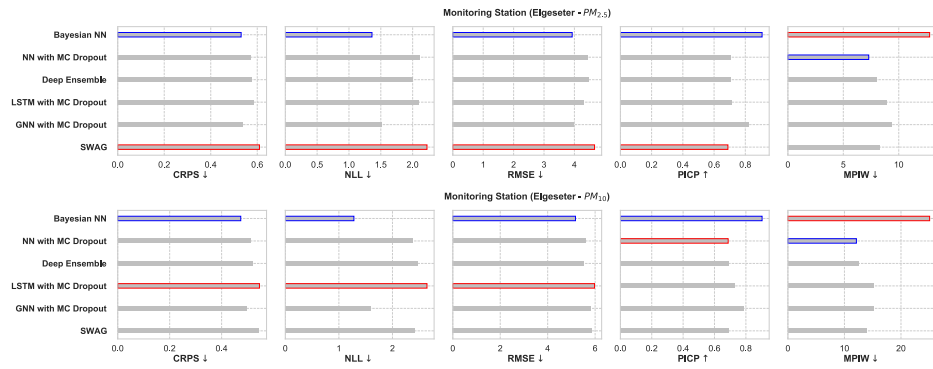 Monitoring Station (Elgeseter - PM2.5)
Bayesian NN
NN with MC Dropout
Deep Ensemble
LSTM with MC Dropout
GNN with MC Dropout
SWAG
0.0 0.2 0.4 0.6
CRPS ↓
0.0 0.5 1.0 1.5 2.0
NLL ↓
0 1 2 3 4
RMSE ↓
0.0 0.2 0.4 0.6 0.8
PICP ↑
0 5 10
MPIW ↓
Monitoring Station (Elgeseter - PM10)
Bayesian NN
NN with MC Dropout
Deep Ensemble
LSTM with MC Dropout
GNN with MC Dropout
SWAG
0.0 0.2 0.4
CRPS ↓
0 1 2
NLL ↓
0 2 4 6
RMSE ↓
0.0 0.2 0.4 0.6 0.8
PICP ↑
0 10 20
MPIW ↓